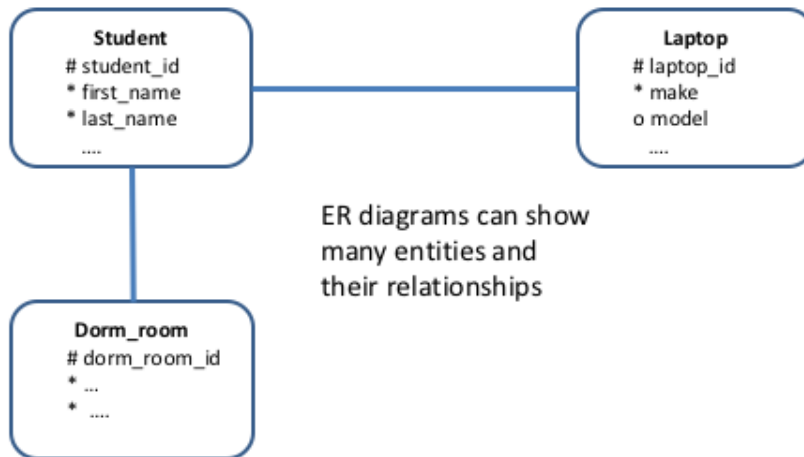 Student
# student_id
* first_name
* last_name
....
Laptop
# laptop_id
* make
o model
....
ER diagrams can show
many entities and
their relationships
Dorm_room
# dorm_room_id
* ...
* ....